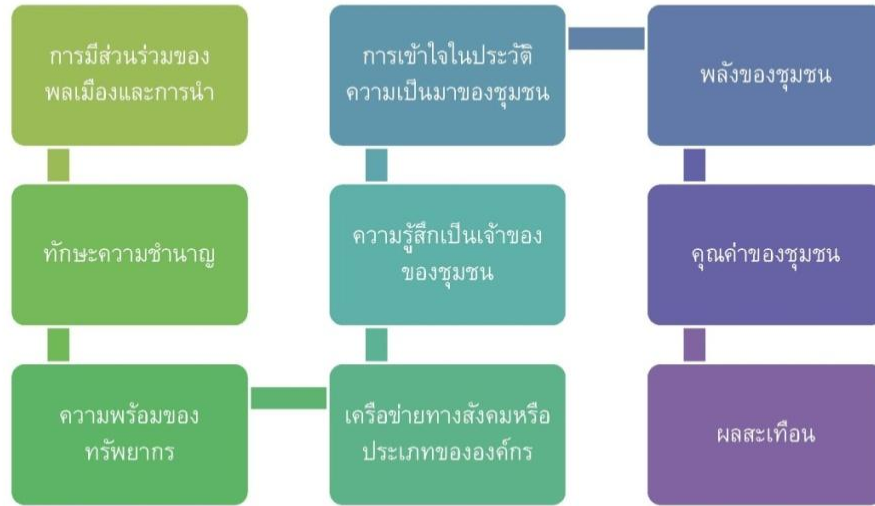 การมีส่วนร่วมของ
พลเมืองและการนำ
ทักษะความชำนาญ
ความพร้อมของ
ทรัพยากร
เครือข่ายทางสังคมหรือ
ประเภทขององค์กร
ความรู้สึกเป็นเจ้าของ
ของชุมชน
การเข้าใจในประวัติ
ความเป็นมาของชุมชน
พลังของชุมชน
คุณค่าของชุมชน
ผลสะเทือน